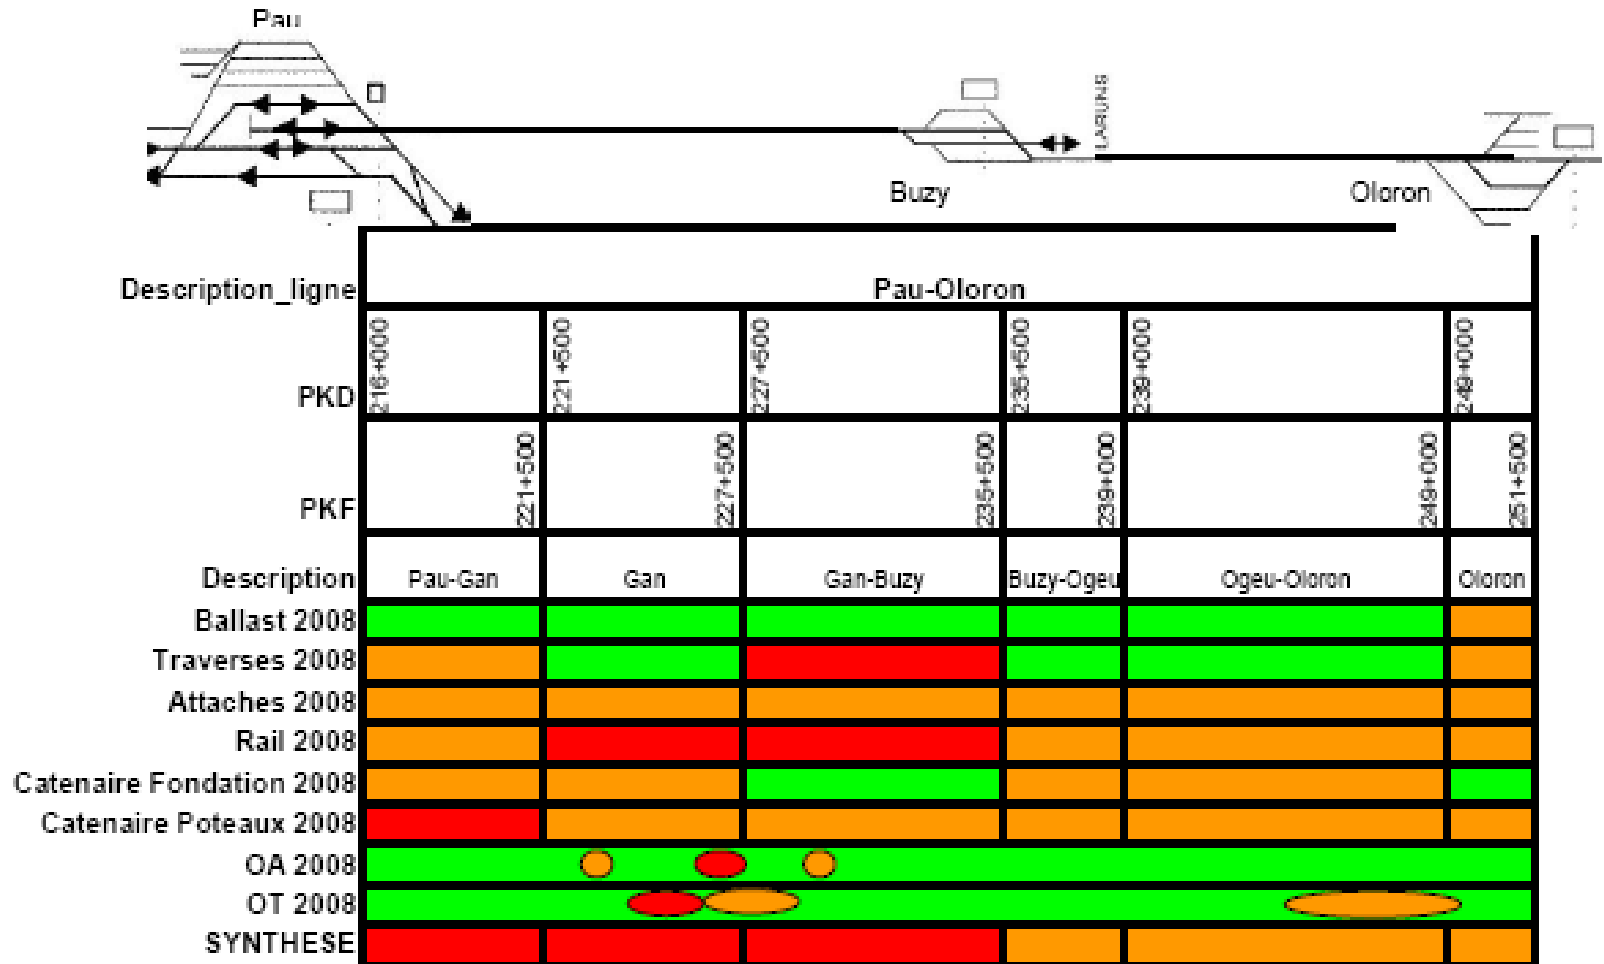 Pau
LARUNS
Buzy
Oloron
Description_ligne Pau-Oloron
PKD 216+000 221+500 227+500 235+500 239+000 249+000
PKF 221+500 227+500 235+500 239+000 249+000 251+500
Description Pau-Gan Gan Gan-Buzy Buzy-Ogeu Ogeu-Oloron Oloron
Ballast 2008
Traverses 2008
Attaches 2008
Rail 2008
Catenaire Fondation 2008
Catenaire Poteaux 2008
OA 2008
OT 2008
SYNTHESE